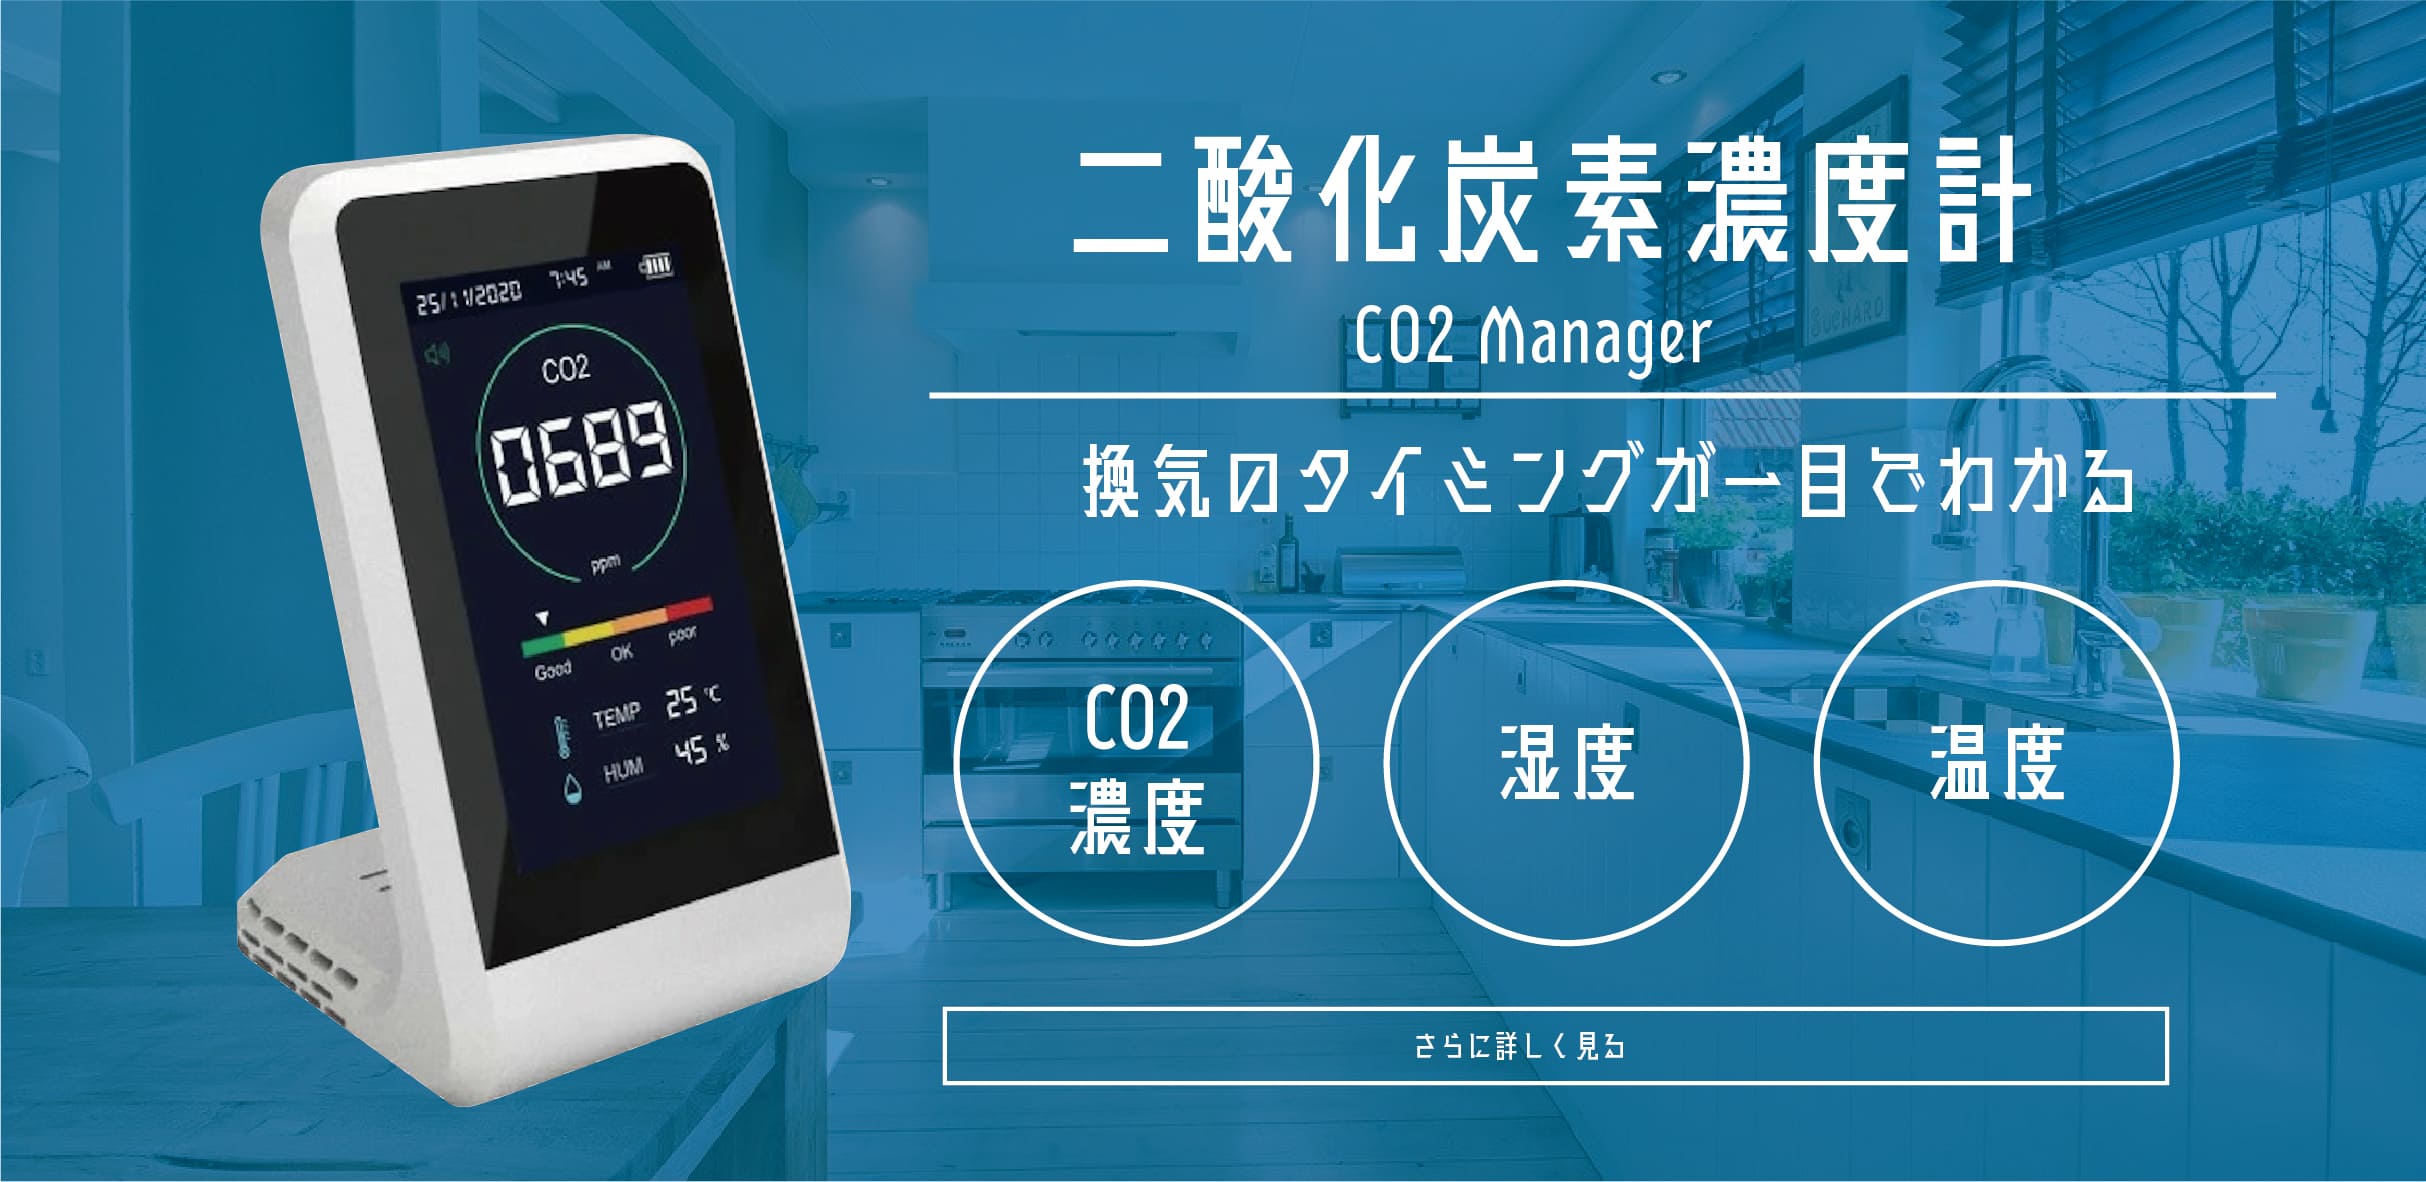 二酸化炭素濃度計
CO2 Manager
換気のタイミングが一目でわかる
CO2
濃度
湿度
温度
さらに詳しく見る
25/11/2020 7:45 AM
CO2
0689
ppm
Good OK poor
TEMP 25 ℃
HUM 45 %
SUCHARD